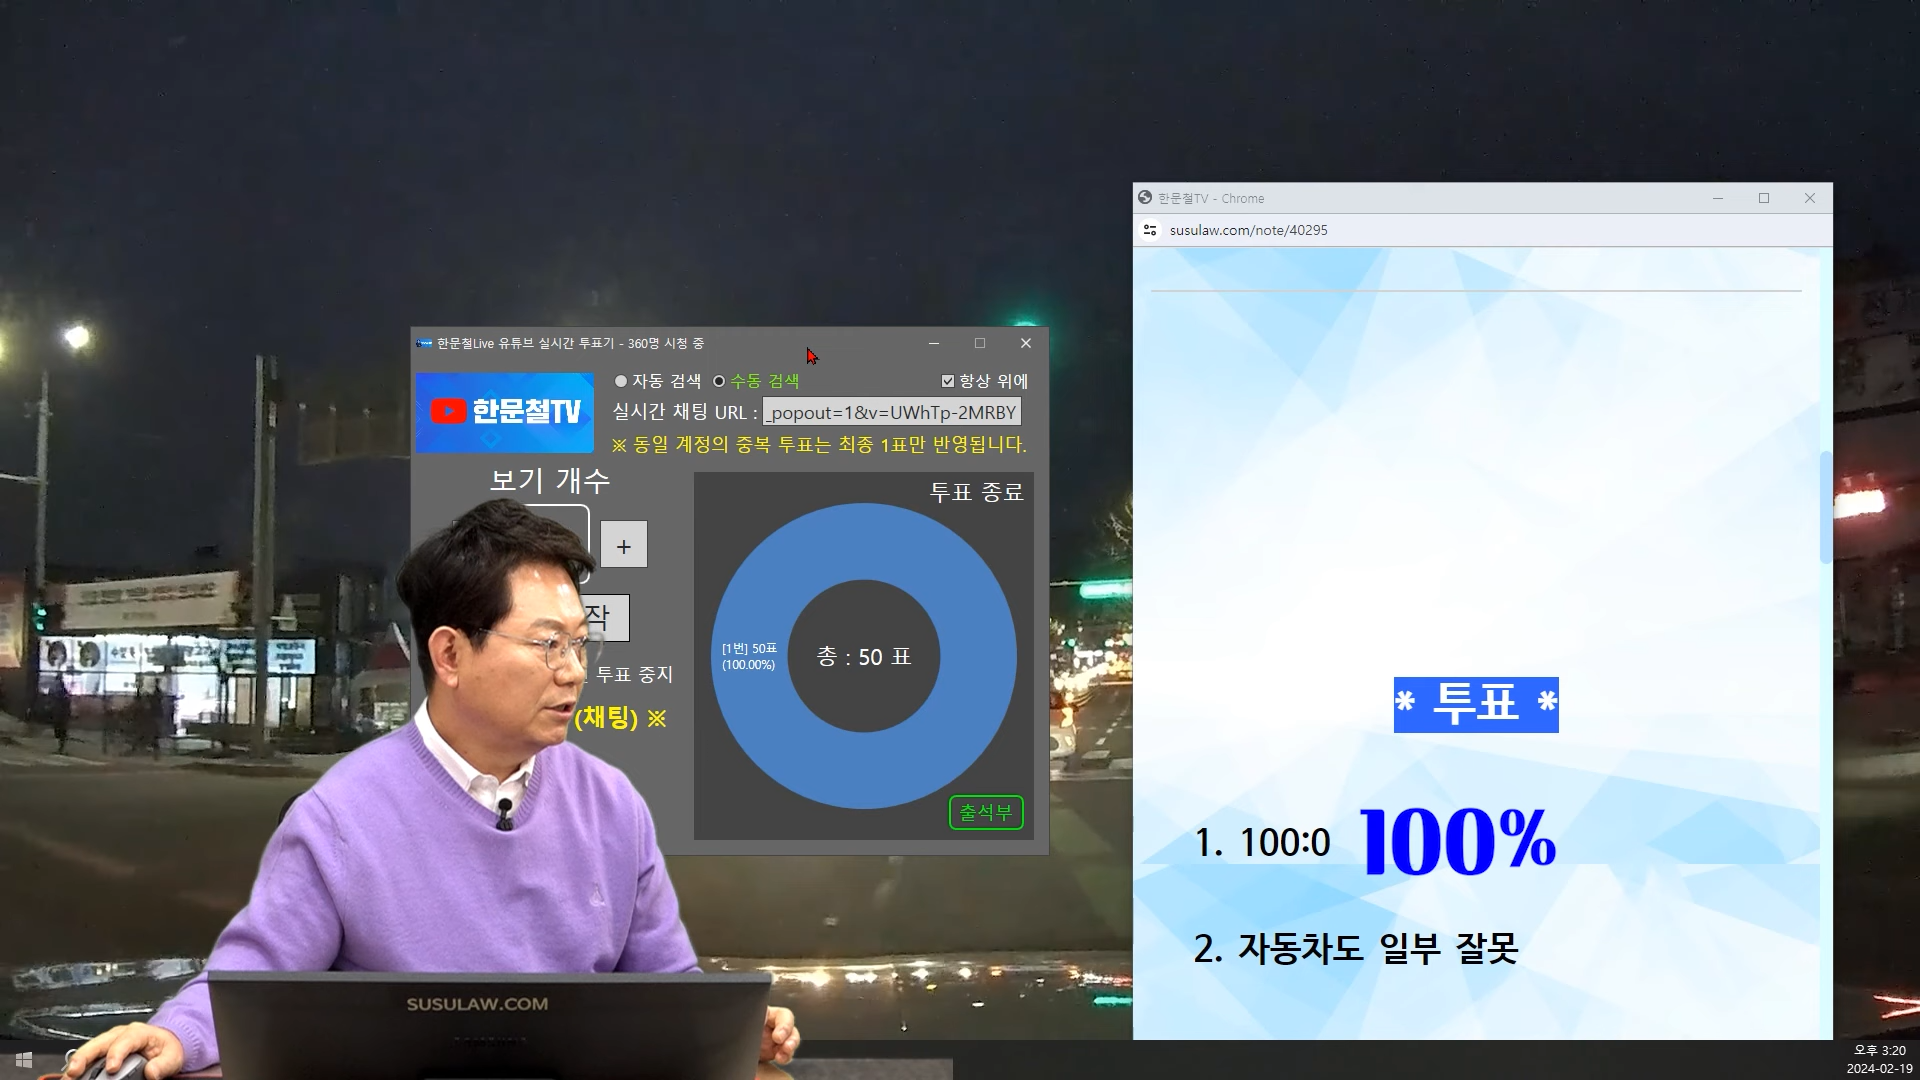 한문철TV - Chrome
susulaw.com/note/40295
한문철Live 유튜브 실시간 투표기 - 360명 시청 중
자동 검색 수동 검색 항상 위에
한문철TV
실시간 채팅 URL : _popout=1&v=UWhTp-2MRBY
※ 동일 계정의 중복 투표는 최종 1표만 반영됩니다.
보기 개수
+
작
투표 중지
(채팅) ※
투표 종료
[1번] 50표
(100.00%)
총 : 50 표
출석부
* 투표 *
1. 100:0 100%
2. 자동차도 일부 잘못
SUSULAW.COM
오후 3:20
2024-02-19